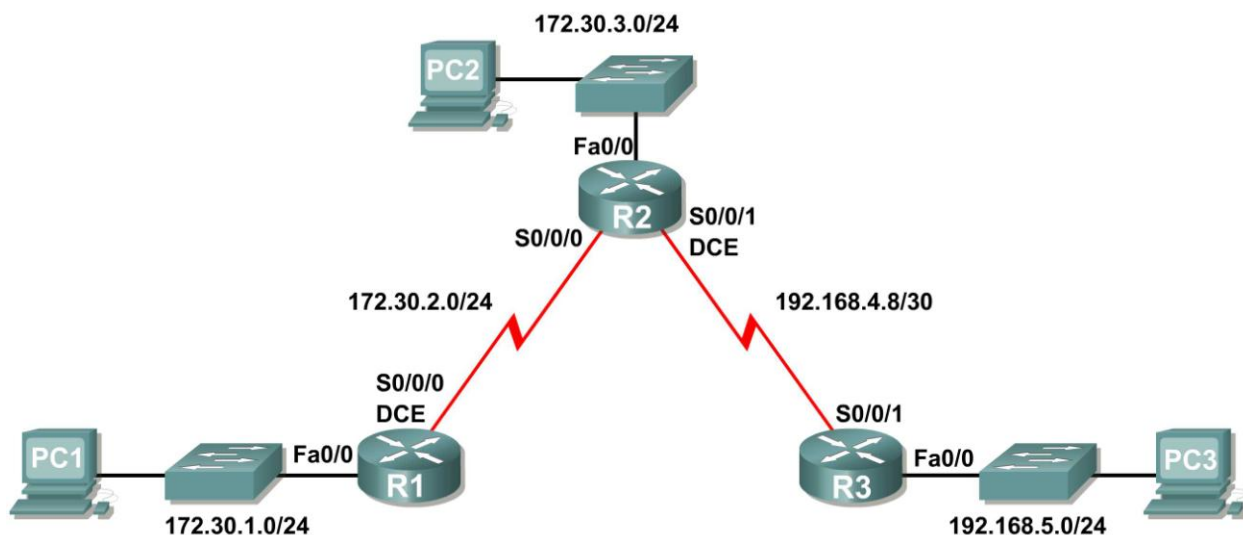 172.30.3.0/24
PC2
Fa0/0
R2
S0/0/0
S0/0/1
DCE
172.30.2.0/24
192.168.4.8/30
S0/0/0
DCE
S0/0/1
PC1
Fa0/0
R1
R3
Fa0/0
PC3
172.30.1.0/24
192.168.5.0/24